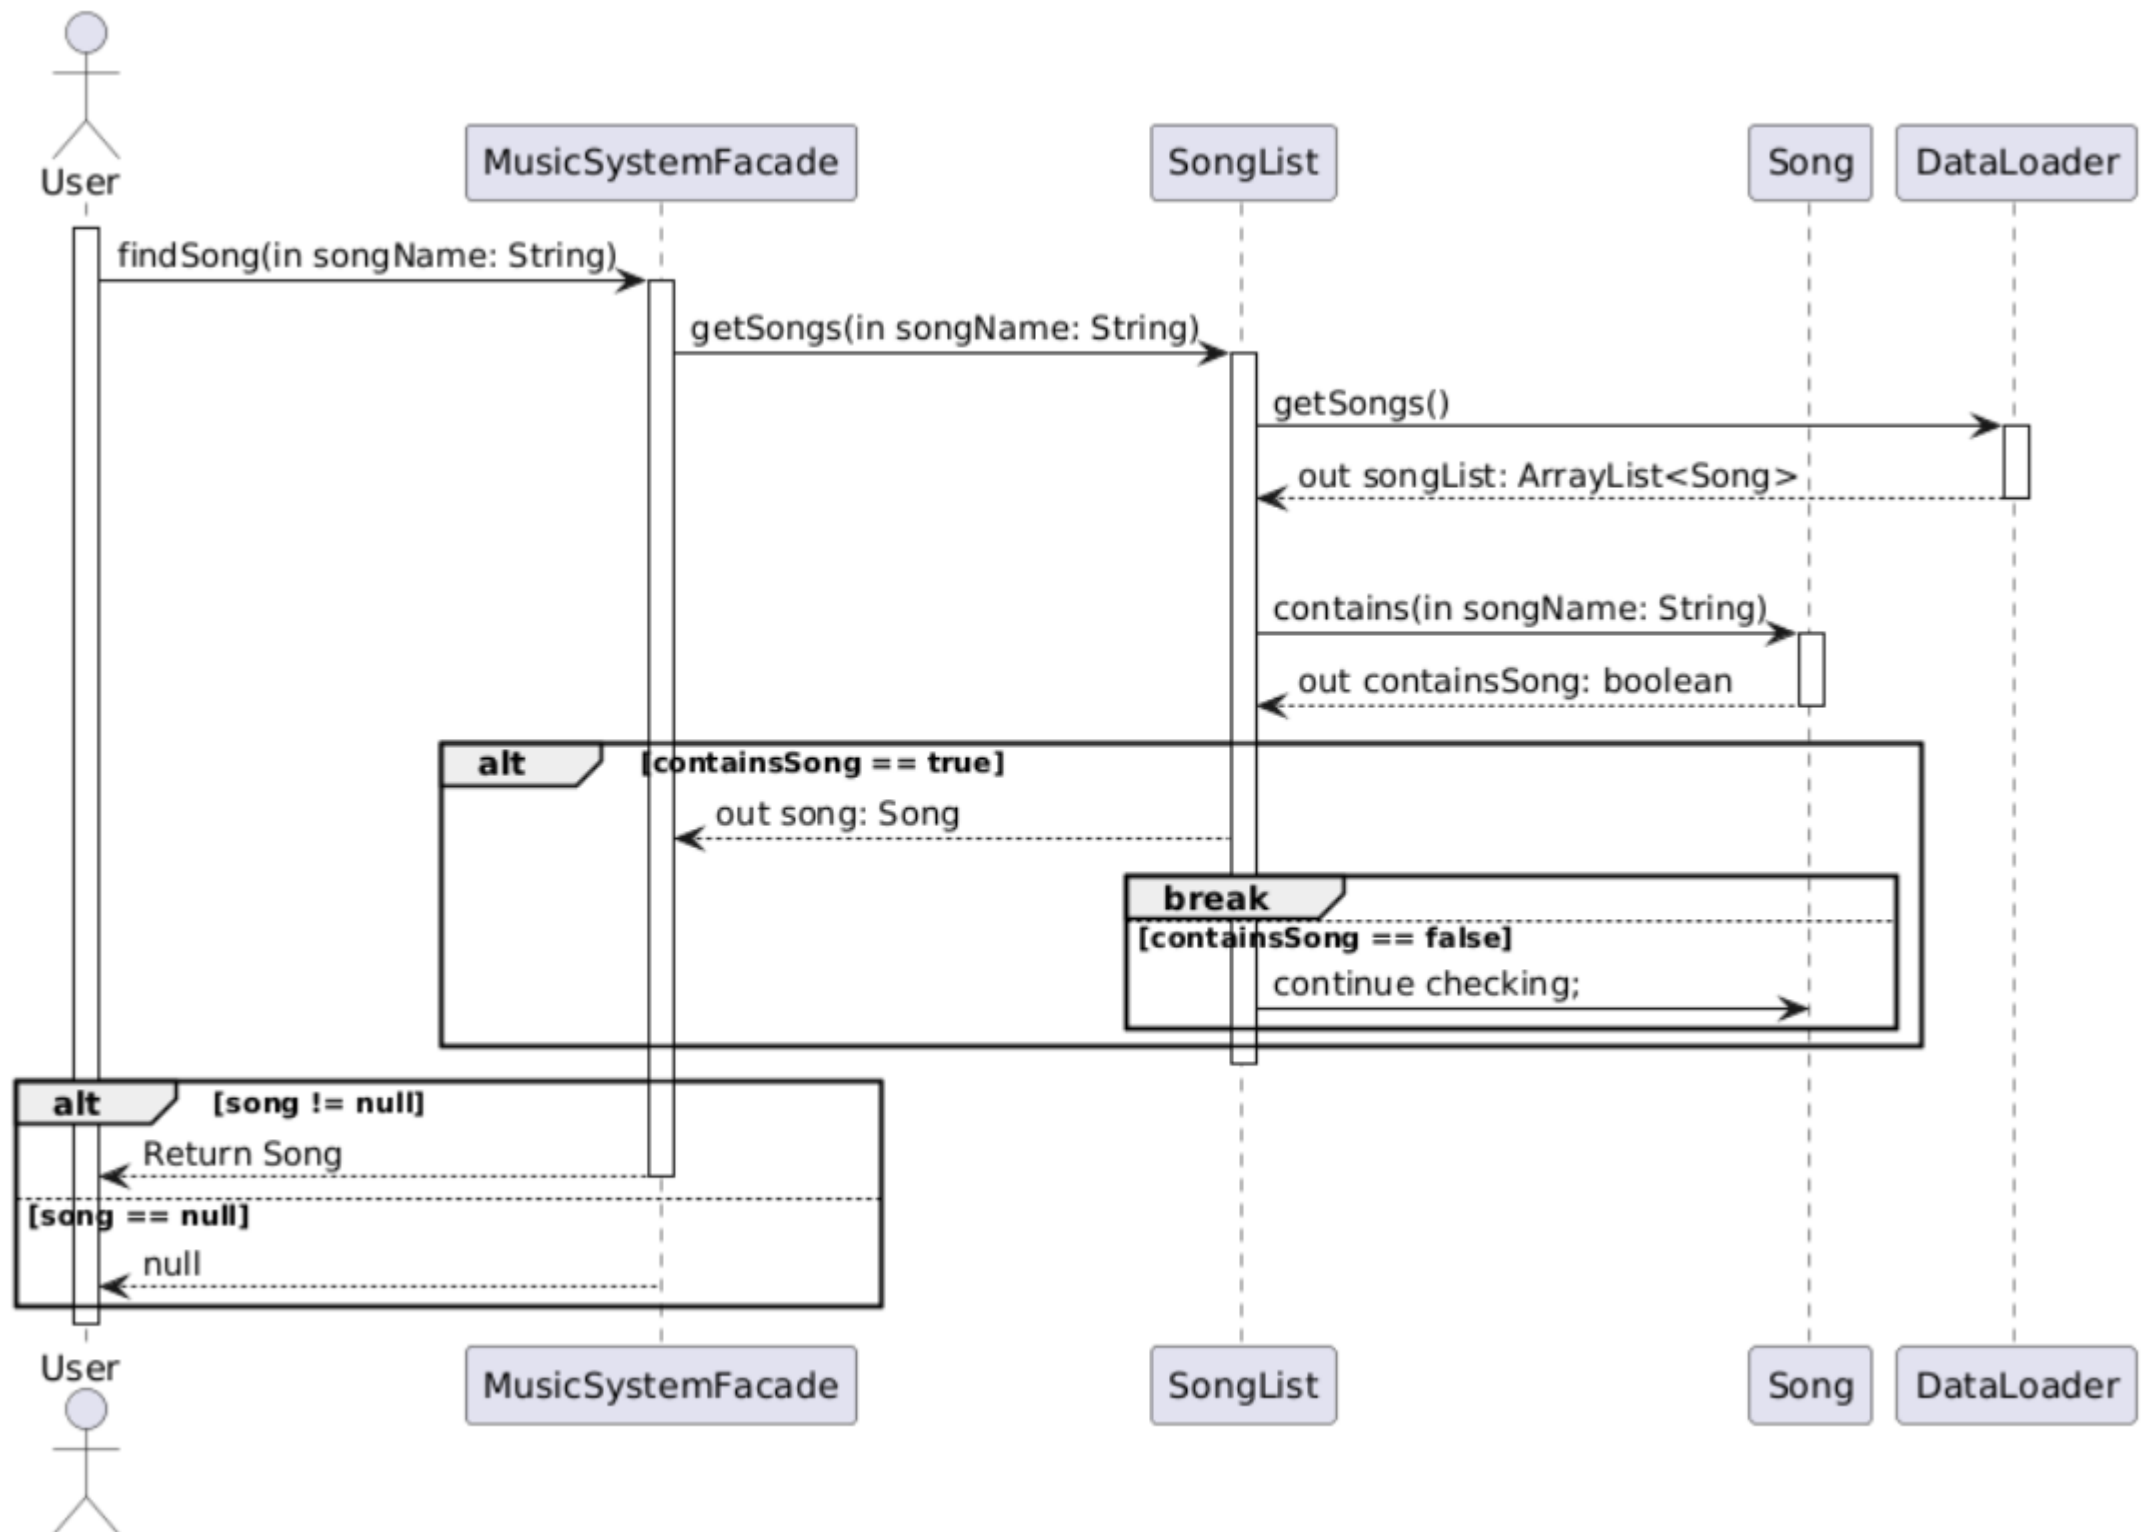 User
MusicSystemFacade
SongList
Song
DataLoader
findSong(in songName: String)
getSongs(in songName: String)
getSongs()
out songList: ArrayList<Song>
contains(in songName: String)
out containsSong: boolean
alt
[containsSong == true]
out song: Song
break
[containsSong == false]
continue checking;
alt
[song != null]
Return Song
[song == null]
null
User
MusicSystemFacade
SongList
Song
DataLoader